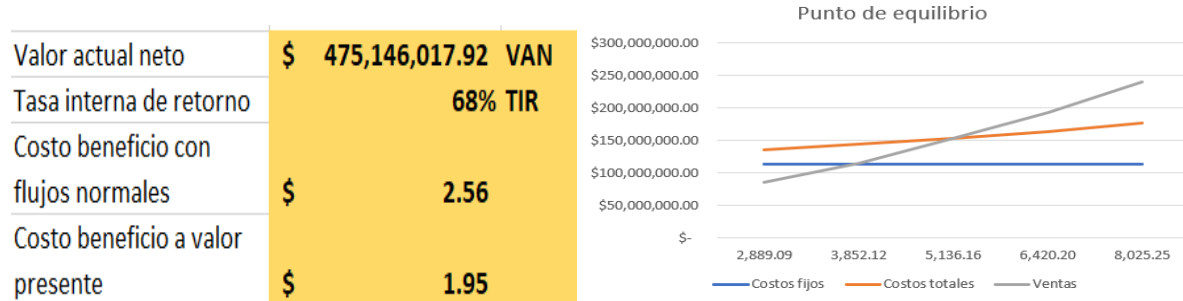 Valor actual neto $ 475,146,017.92 VAN
Tasa interna de retorno 68% TIR
Costo beneficio con
flujos normales $ 2.56
Costo beneficio a valor
presente $ 1.95
Punto de equilibrio
$300,000,000.00
$250,000,000.00
$200,000,000.00
$150,000,000.00
$100,000,000.00
$50,000,000.00
$-
2,889.09 3,852.12 5,136.16 6,420.20 8,025.25
Costos fijos Costos totales Ventas